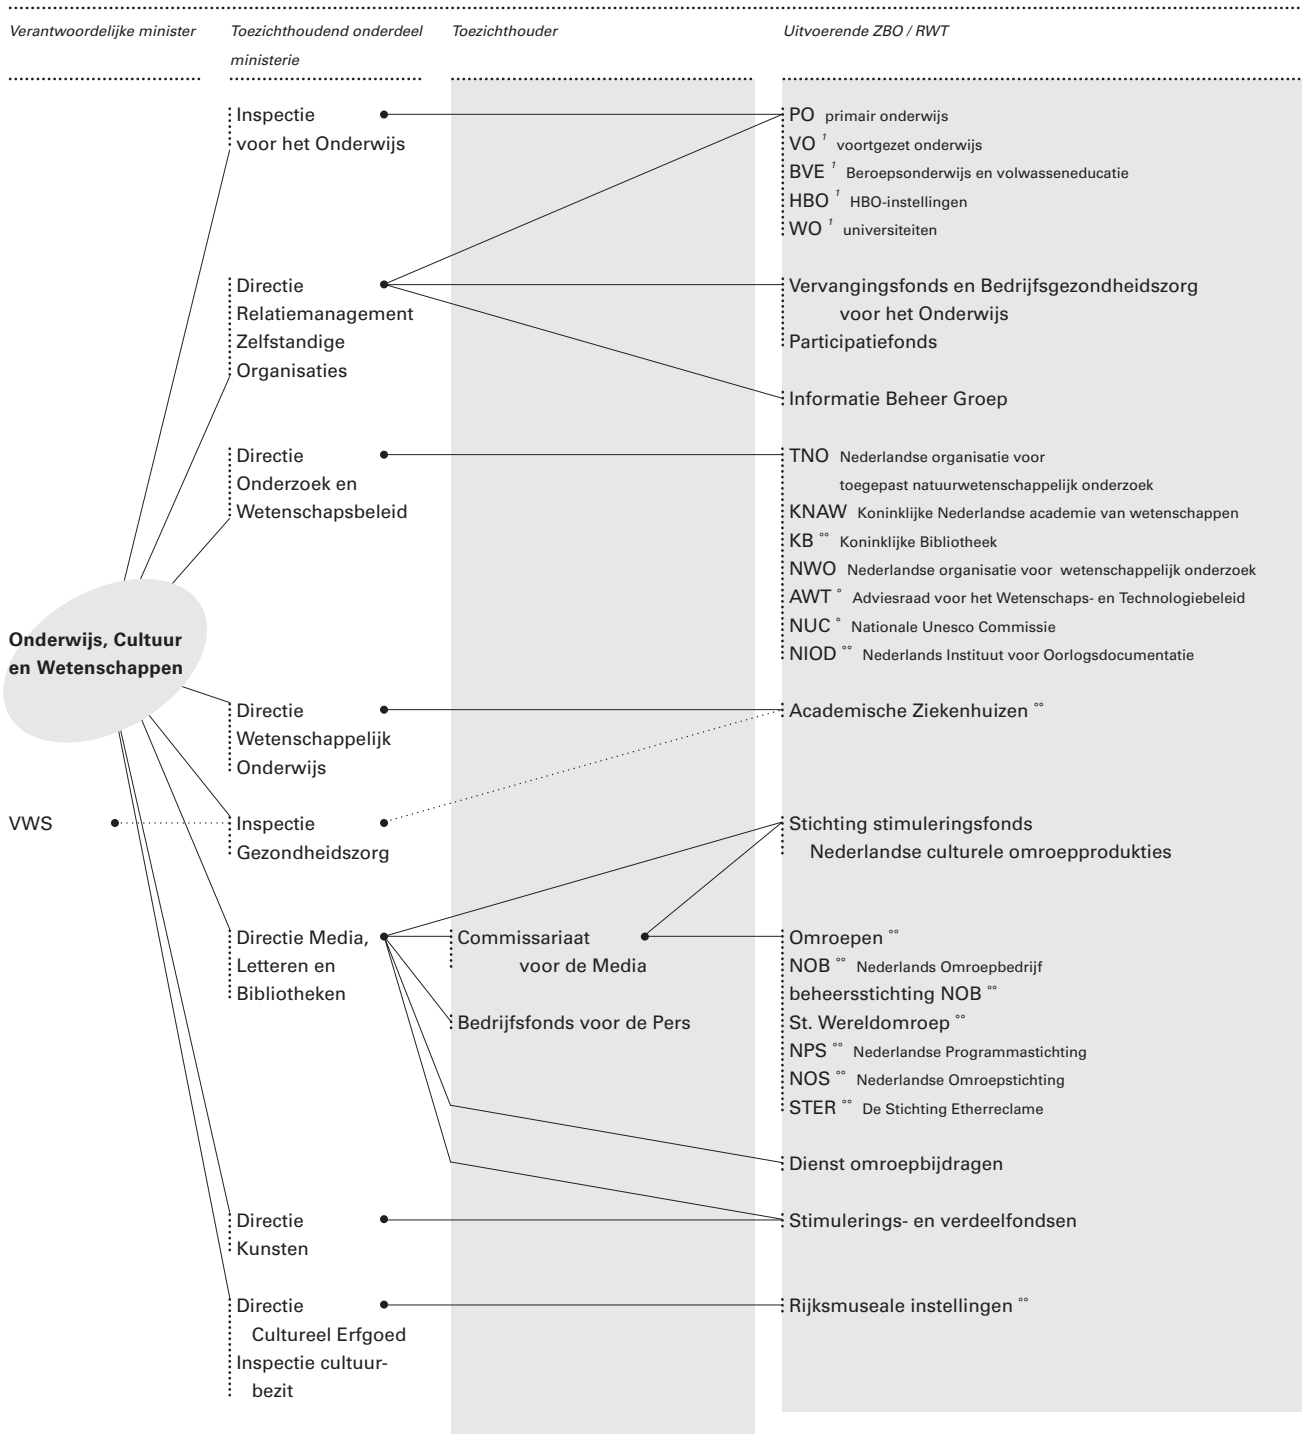 Verantwoordelijke minister
Toezichthoudend onderdeel
ministerie
Toezichthouder
Uitvoerende ZBO / RWT
Inspectie
voor het Onderwijs
PO primair onderwijs
VO ¹ voortgezet onderwijs
BVE ¹ Beroepsonderwijs en volwasseneducatie
HBO ¹ HBO-instellingen
WO ¹ universiteiten
Directie
Relatiemanagement
Zelfstandige
Organisaties
Vervangingsfonds en Bedrijfsgezondheidszorg
voor het Onderwijs
Participatiefonds
Informatie Beheer Groep
Directie
Onderzoek en
Wetenschapsbeleid
TNO Nederlandse organisatie voor
toegepast natuurwetenschappelijk onderzoek
KNAW Koninklijke Nederlandse academie van wetenschappen
KB °° Koninklijke Bibliotheek
NWO Nederlandse organisatie voor wetenschappelijk onderzoek
AWT ° Adviesraad voor het Wetenschaps- en Technologiebeleid
NUC ° Nationale Unesco Commissie
NIOD °° Nederlands Instituut voor Oorlogsdocumentatie
Onderwijs, Cultuur
en Wetenschappen
Directie
Wetenschappelijk
Onderwijs
Academische Ziekenhuizen °°
VWS
Inspectie
Gezondheidszorg
Stichting stimuleringsfonds
Nederlandse culturele omroepprodukties
Directie Media,
Letteren en
Bibliotheken
Commissariaat
voor de Media
Bedrijfsfonds voor de Pers
Omroepen °°
NOB °° Nederlands Omroepbedrijf
beheersstichting NOB °°
St. Wereldomroep °°
NPS °° Nederlandse Programmastichting
NOS °° Nederlandse Omroepstichting
STER °° De Stichting Etherreclame
Dienst omroepbijdragen
Directie
Kunsten
Stimulerings- en verdeelfondsen
Directie
Cultureel Erfgoed
Inspectie cultuur-
bezit
Rijksmuseale instellingen °°